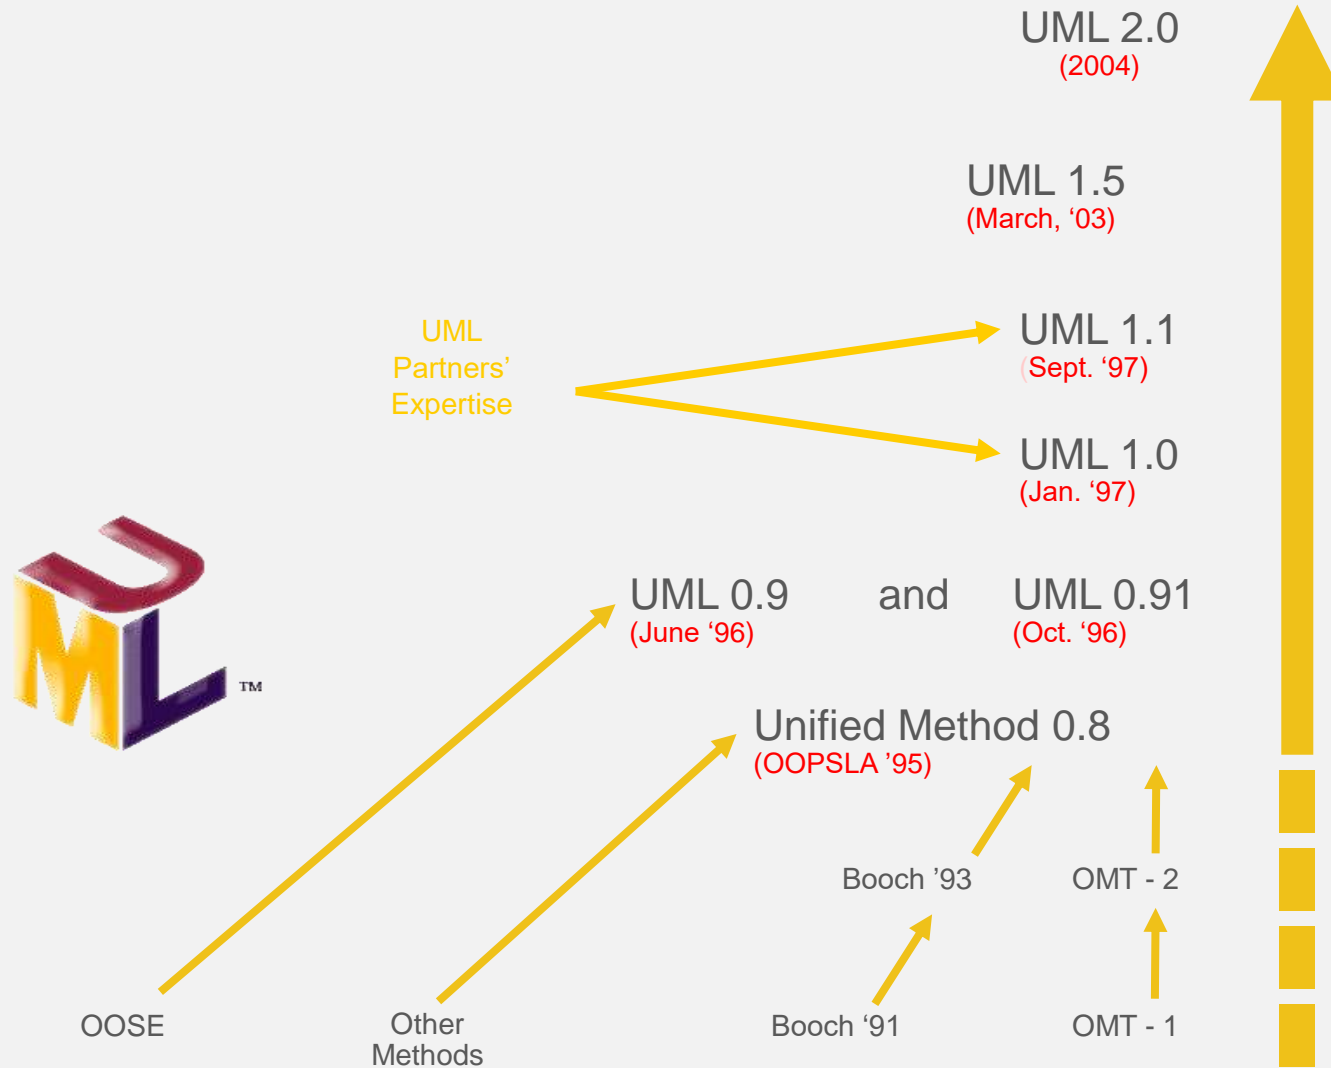 UML 2.0
(2004)
UML 1.5
(March, ‘03)
UML
Partners’
Expertise
UML 1.1
(Sept. ‘97)
UML 1.0
(Jan. ‘97)
UML
TM
UML 0.9 and UML 0.91
(June ‘96) (Oct. ‘96)
Unified Method 0.8
(OOPSLA ’95)
Booch ’93 OMT - 2
OOSE
Other
Methods
Booch ‘91 OMT - 1